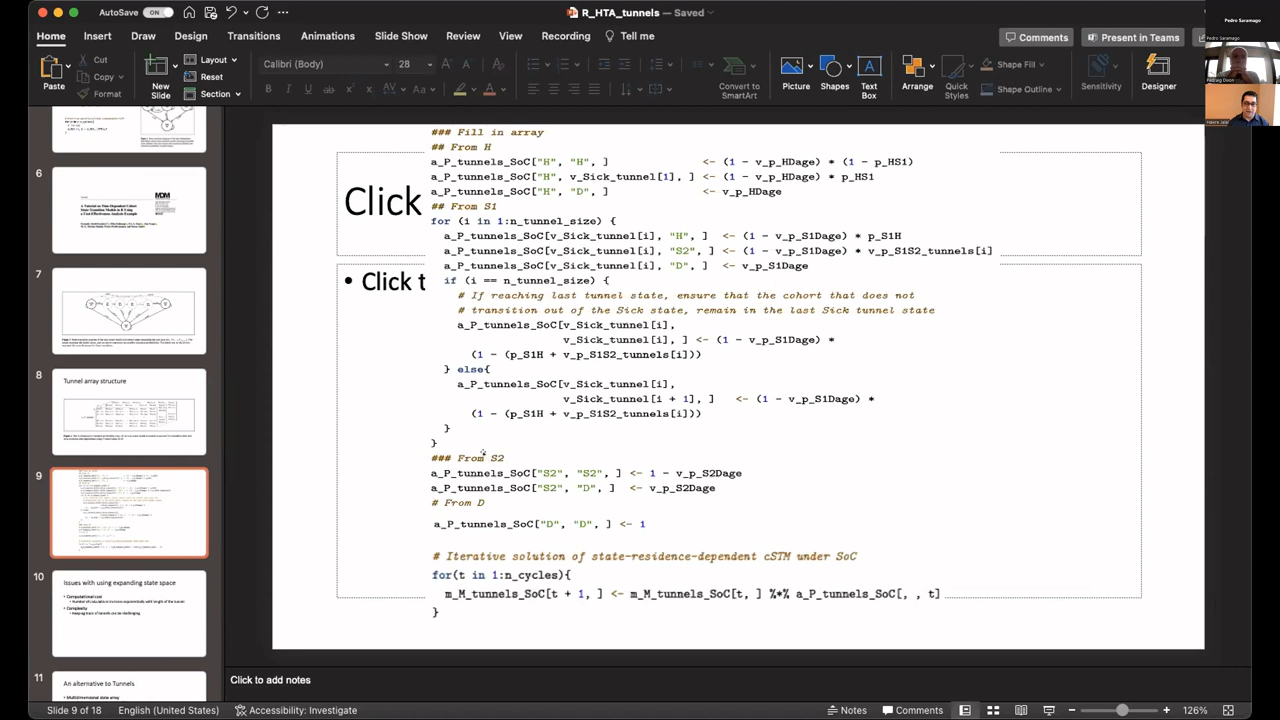 AutoSave ON R_HTA_tunnels — Saved
Home Insert Draw Design Transitions Animations Slide Show Review View Recording Tell me Comments Present in Teams
Paste Cut Copy Format New Slide Layout Reset Section Calibri (Body) 28 Convert to SmartArt Picture Shapes Text Box Arrange Quick Styles Shape Fill Shape Outline Sensitivity Designer
Pedro Saramago
Pedro Saramago
6
7
8
Tunnel array structure
9
10
Issues with using expanding state space
• Computational cost
• Complexity
11
An alternative to Tunnels
• Multidimensional state array
Click
• Click t
### Fill in array
## From H
a_P_tunnels_SoC["H", "H", ] <- (1 - v_p_HDage) * (1 - p_HS1)
a_P_tunnels_SoC["H", v_Sick_tunnel[1], ] <- (1 - v_p_HDage) * p_HS1
a_P_tunnels_SoC["H", "D", ] <- v_p_HDage
## From S1
for (i in 1:n_tunnel_size) {
a_P_tunnels_SoC[v_Sick_tunnel[i], "H", ] <- (1 - v_p_S1Dage) * p_S1H
a_P_tunnels_SoC[v_Sick_tunnel[i], "S2", ] <- (1 - v_p_S1Dage) * v_p_S1S2_tunnels[i]
a_P_tunnels_SoC[v_Sick_tunnel[i], "D", ] <- v_p_S1Dage
if (i == n_tunnel_size) {
# If reaching last tunnel state, ensure that the cohort that does not
# transition out of the Sick state, remain in the last Sick tunnel state
a_P_tunnels_SoC[v_Sick_tunnel[i],
v_Sick_tunnel[i], ] <- (1 - v_p_S1Dage) *
(1 - (p_S1H + v_p_S1S2_tunnels[i]))
} else{
a_P_tunnels_SoC[v_Sick_tunnel[i],
v_Sick_tunnel[i + 1], ] <- (1 - v_p_S1Dage) *
(1 - (p_S1H + v_p_S1S2_tunnels[i]))
}
}
### From S2
a_P_tunnels_SoC["S2", "S2", ] <- 1 - v_p_S2Dage
a_P_tunnels_SoC["S2", "D", ] <- v_p_S2Dage
# From D
a_P_tunnels_SoC["D", "D", ] <- 1
# Iterative solution of state-residence-dependent cSTM under SoC
for(t in 1:n_cycles){
m_M_tunnels_SoC[t + 1, ] <- m_M_tunnels_SoC[t, ] %*% a_P_tunnels_SoC[, , t]
}
Click to add notes
Slide 9 of 18 English (United States) Accessibility: Investigate Notes Comments 126%